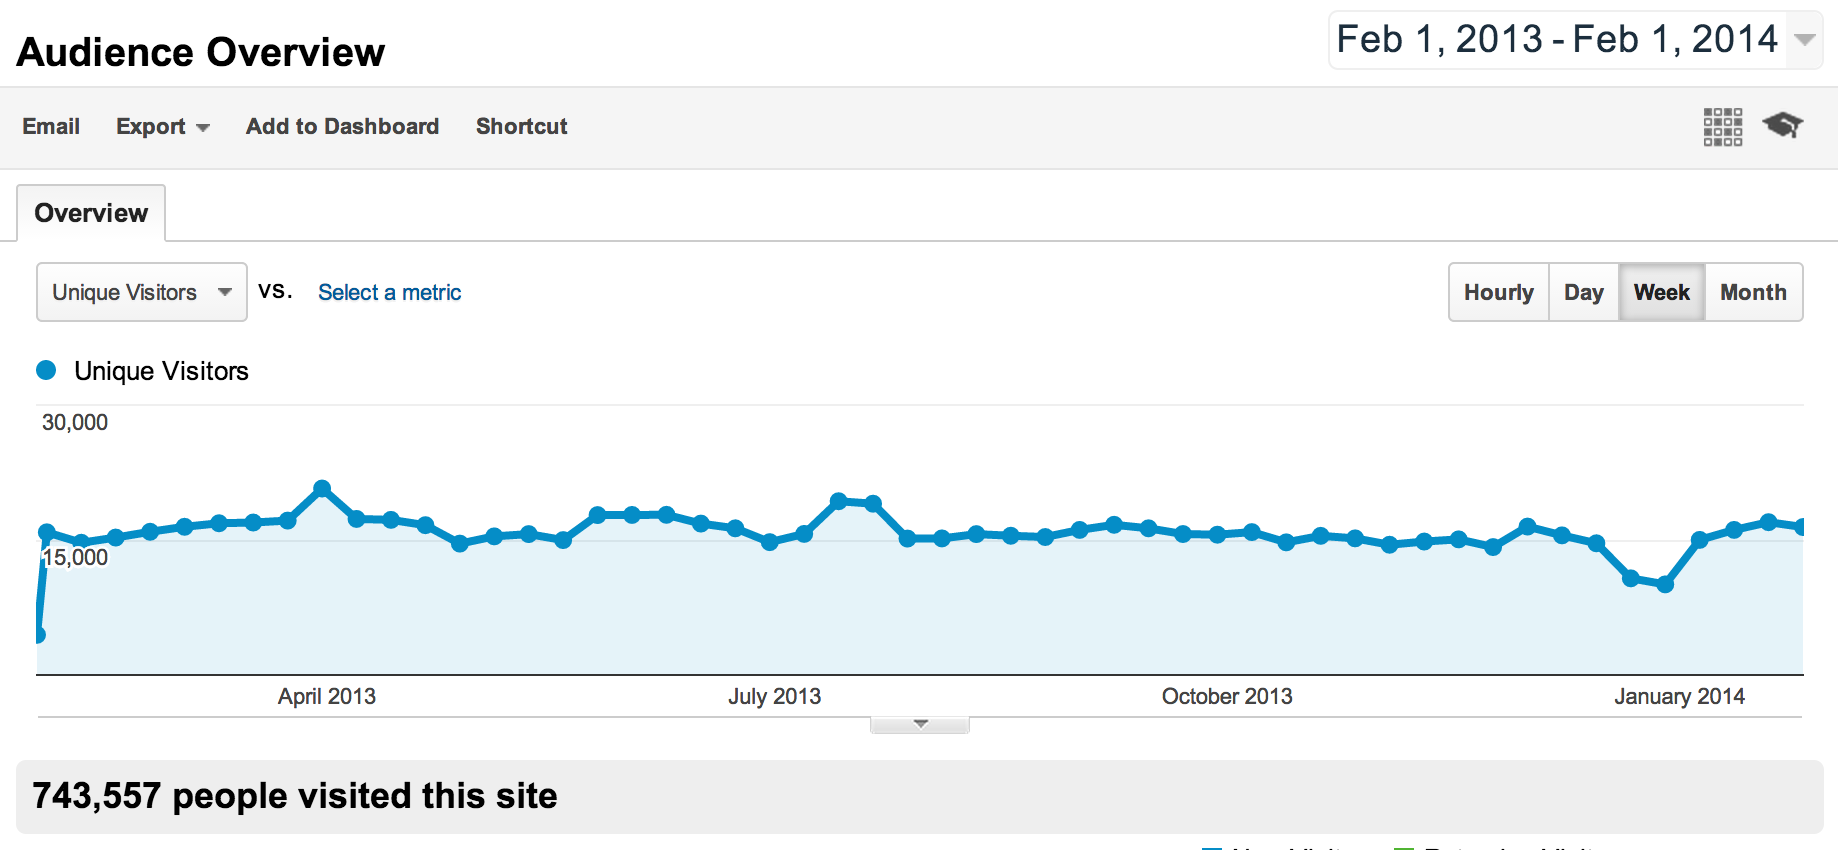 Audience Overview
Feb 1, 2013 - Feb 1, 2014
Email Export Add to Dashboard Shortcut
Overview
Unique Visitors vs. Select a metric
Hourly Day Week Month
Unique Visitors
30,000
15,000
April 2013 July 2013 October 2013 January 2014
743,557 people visited this site